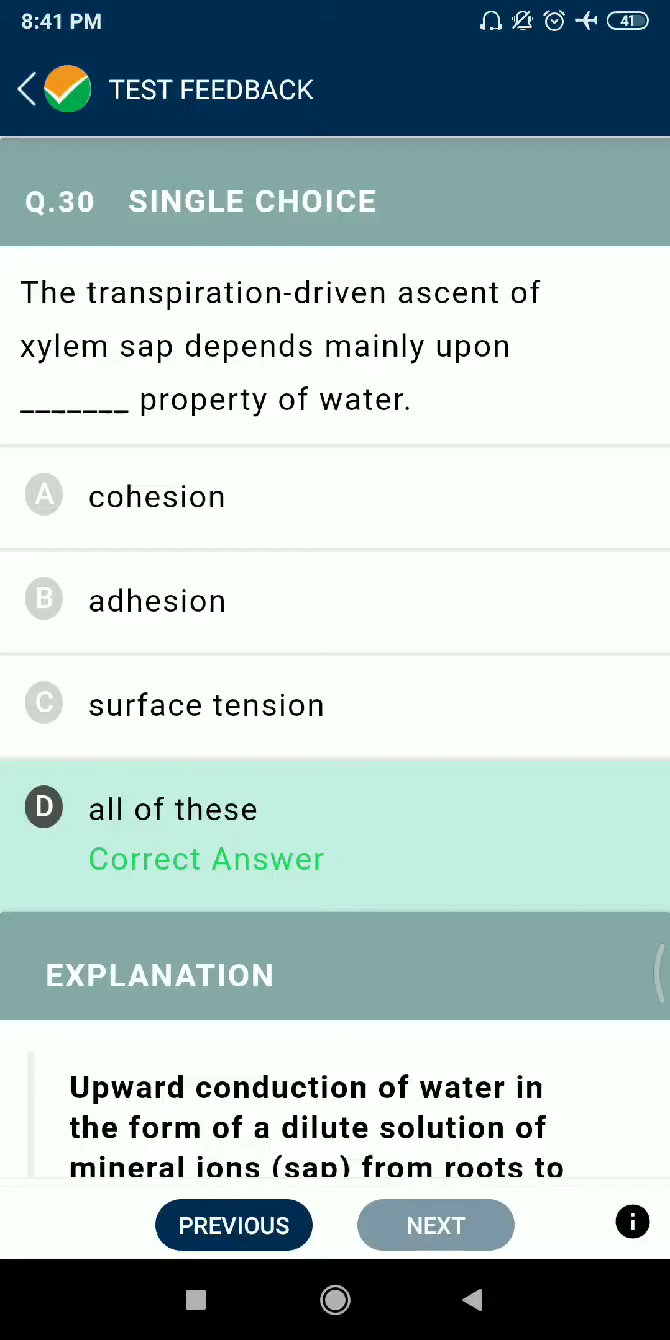 8:41 PM
41
TEST FEEDBACK
Q.30 SINGLE CHOICE
The transpiration-driven ascent of
xylem sap depends mainly upon
_______ property of water.
A cohesion
B adhesion
C surface tension
D all of these
Correct Answer
EXPLANATION
Upward conduction of water in
the form of a dilute solution of
mineral ions (sap) from roots to
PREVIOUS NEXT